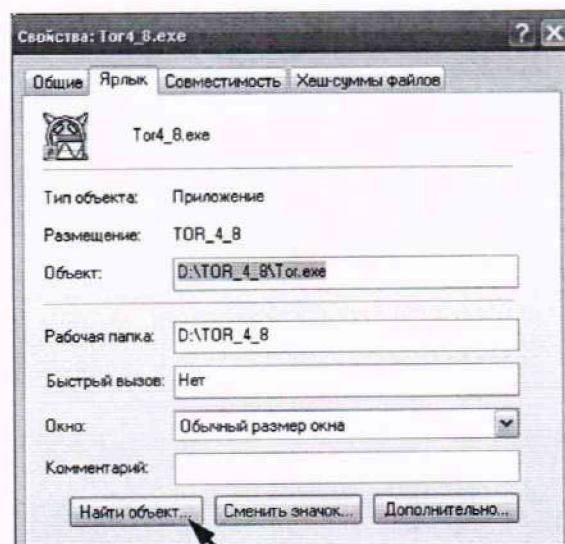 Свойства: Tor4_8.exe
Общие Ярлык Совместимость Хеш-суммы файлов
Tor4_8.exe
Тип объекта: Приложение
Размещение: TOR_4_8
Объект: D:\TOR_4_8\Tor.exe
Рабочая папка: D:\TOR_4_8
Быстрый вызов: Нет
Окно: Обычный размер окна
Комментарий:
Найти объект... Сменить значок... Дополнительно...